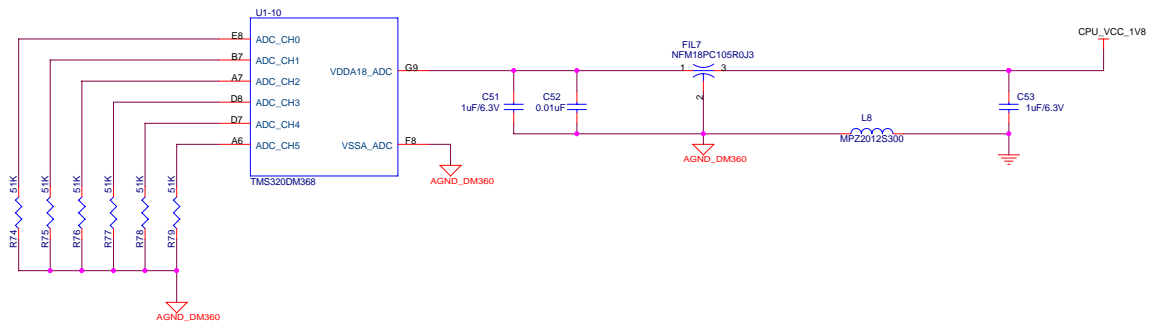 U1-10
E8 ADC_CH0
B7 ADC_CH1
A7 ADC_CH2
D8 ADC_CH3
D7 ADC_CH4
A6 ADC_CH5
VDDA18_ADC G9
VSSA_ADC F8
TMS320DM368
AGND_DM360
51K
51K
51K
51K
51K
51K
R74
R75
R76
R77
R78
R79
AGND_DM360
C51
1uF/6.3V
C52
0.01uF
FIL7
NFM18PC105R0J3
1
3
2
AGND_DM360
L8
MPZ2012S300
CPU_VCC_1V8
C53
1uF/6.3V